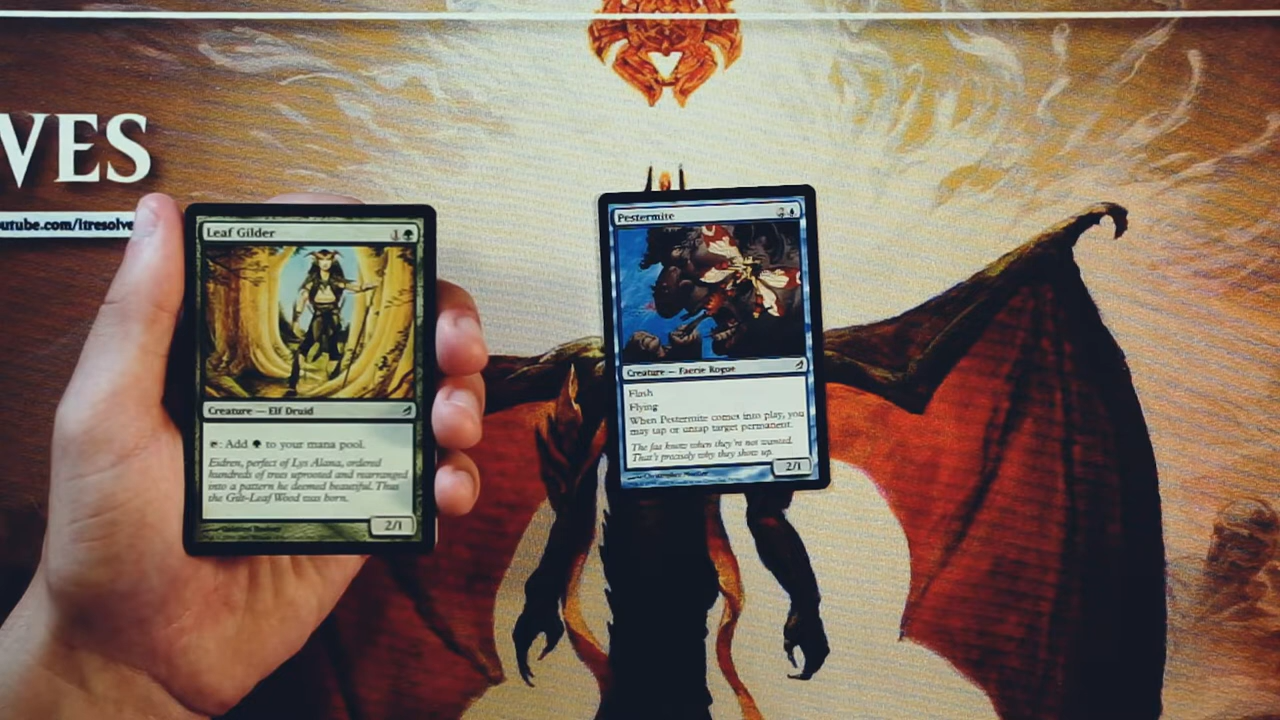 VES
utube.com/ltresolve
Leaf Gilder
1
Creature — Elf Druid
: Add to your mana pool.
Eidren, perfect of Lys Alana, ordered
hundreds of trees uprooted and rearranged
into a pattern he deemed beautiful. Thus
the Gilt-Leaf Wood was born.
2/1
Pestermite
2
Creature — Faerie Rogue
Flash
Flying
When Pestermite comes into play, you
may tap or untap target permanent.
The fae know when they're not wanted.
That's precisely why they show up.
2/1